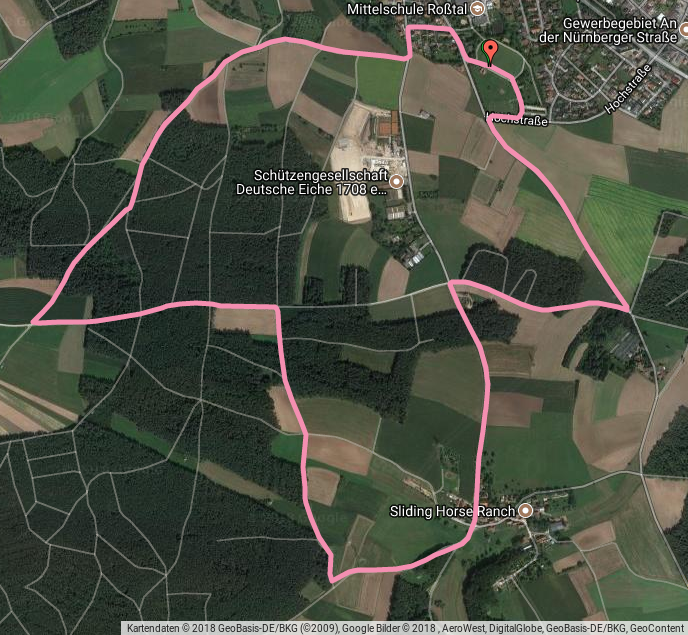 Mittelschule Roßtal
Gewerbegebiet An
der Nürnberger Straße
Hochstraße
Hochstraße
Schützengesellschaft
Deutsche Eiche 1708 e...
Sliding Horse Ranch
Kartendaten © 2018 GeoBasis-DE/BKG (©2009), Google Bilder © 2018 , AeroWest, DigitalGlobe, GeoBasis-DE/BKG, GeoContent